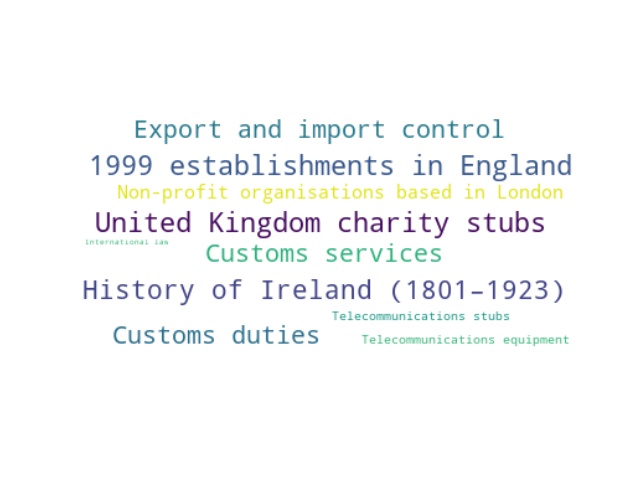 Export and import control
1999 establishments in England
Non-profit organisations based in London
United Kingdom charity stubs
International law
Customs services
History of Ireland (1801–1923)
Telecommunications stubs
Customs duties
Telecommunications equipment